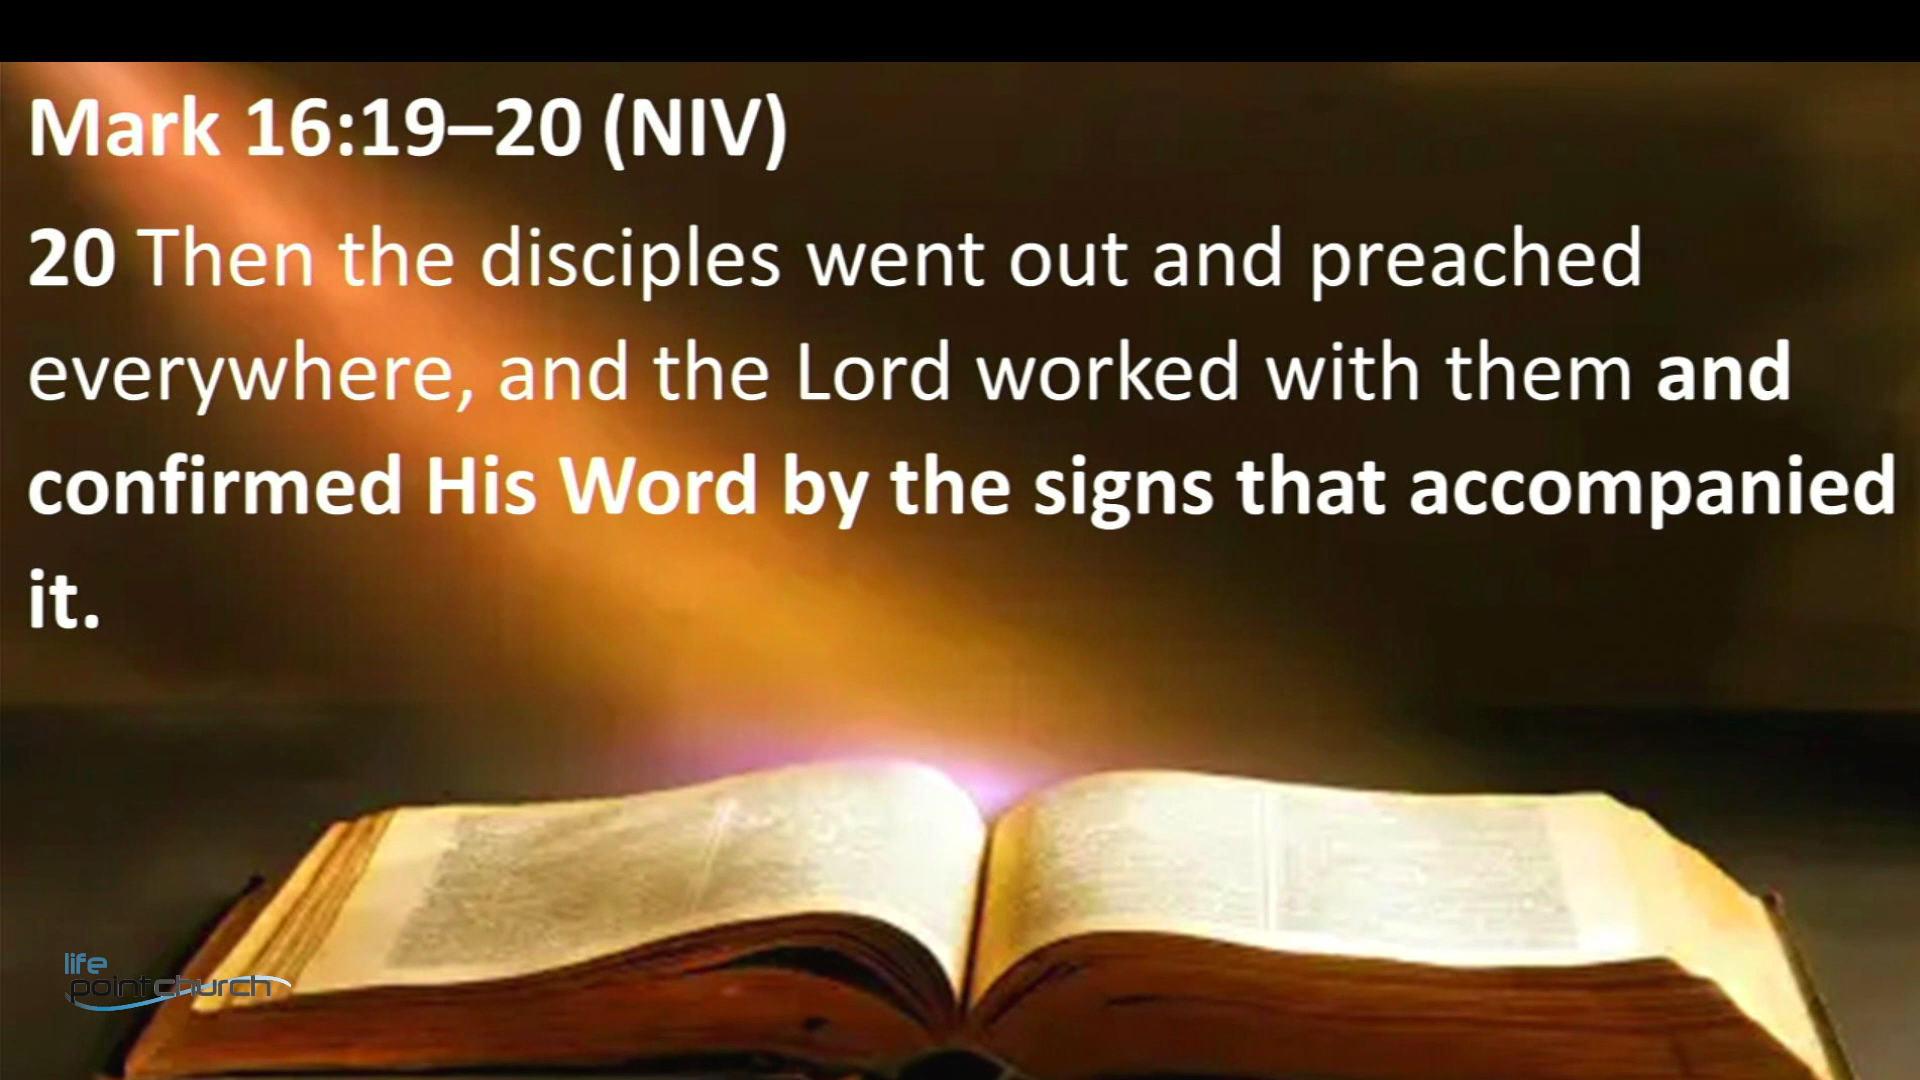 Mark 16:19–20 (NIV)
20 Then the disciples went out and preached
everywhere, and the Lord worked with them and
confirmed His Word by the signs that accompanied
it.
life
pointchurch